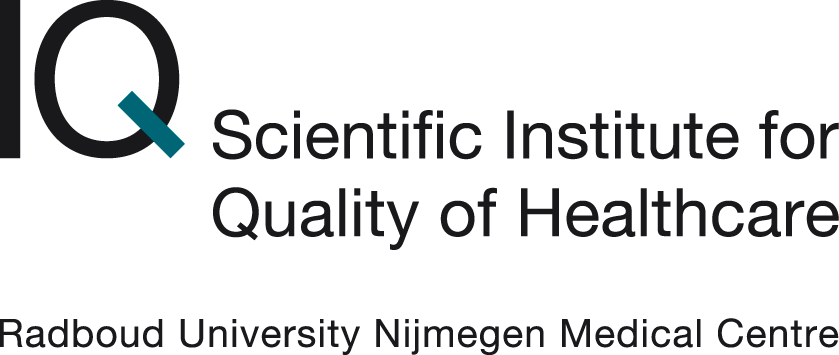 IQ
Scientific Institute for
Quality of Healthcare
Radboud University Nijmegen Medical Centre